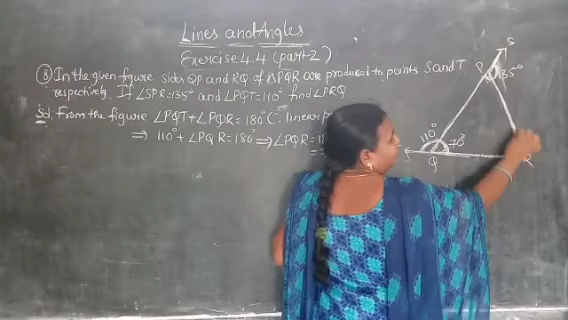 Lines and Angles
Exercise 4.4 (part-2)
⑧ In the given figure sides QP and RQ of △PQR are produced to points S and T
respectively. If ∠SPR=135° and ∠PQT=110° find ∠PRQ.
Sol: From the figure ∠PQT+∠PQR=180° (∵ linear p
⇒ 110°+∠PQR=180° ⇒ ∠PQR=18
=
S
P
135°
110°
70°
Q
R